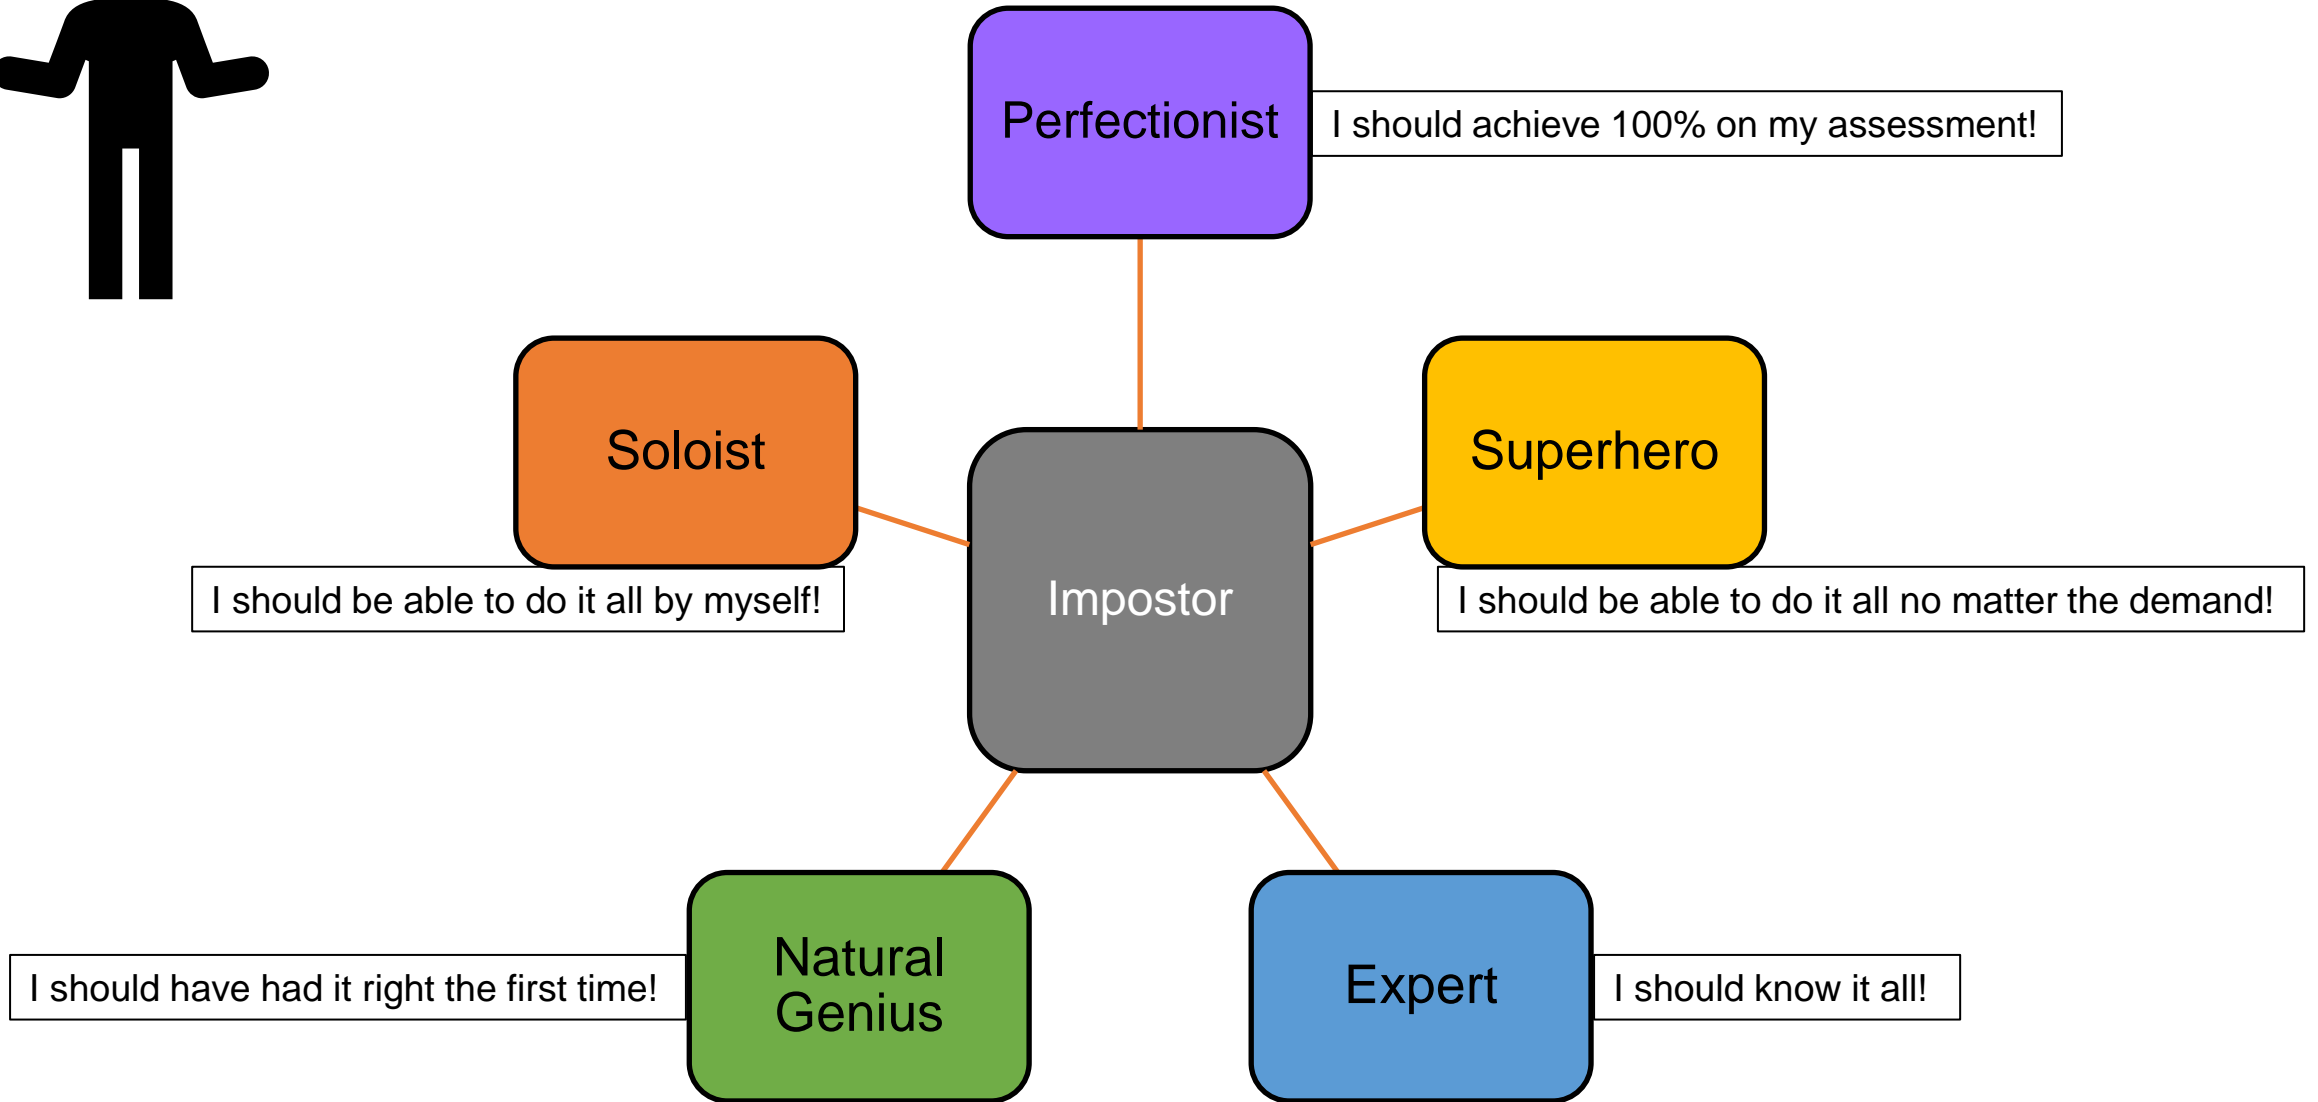 Perfectionist
I should achieve 100% on my assessment!
Soloist
Superhero
I should be able to do it all by myself!
Impostor
I should be able to do it all no matter the demand!
Natural
Genius
I should have had it right the first time!
Expert
I should know it all!